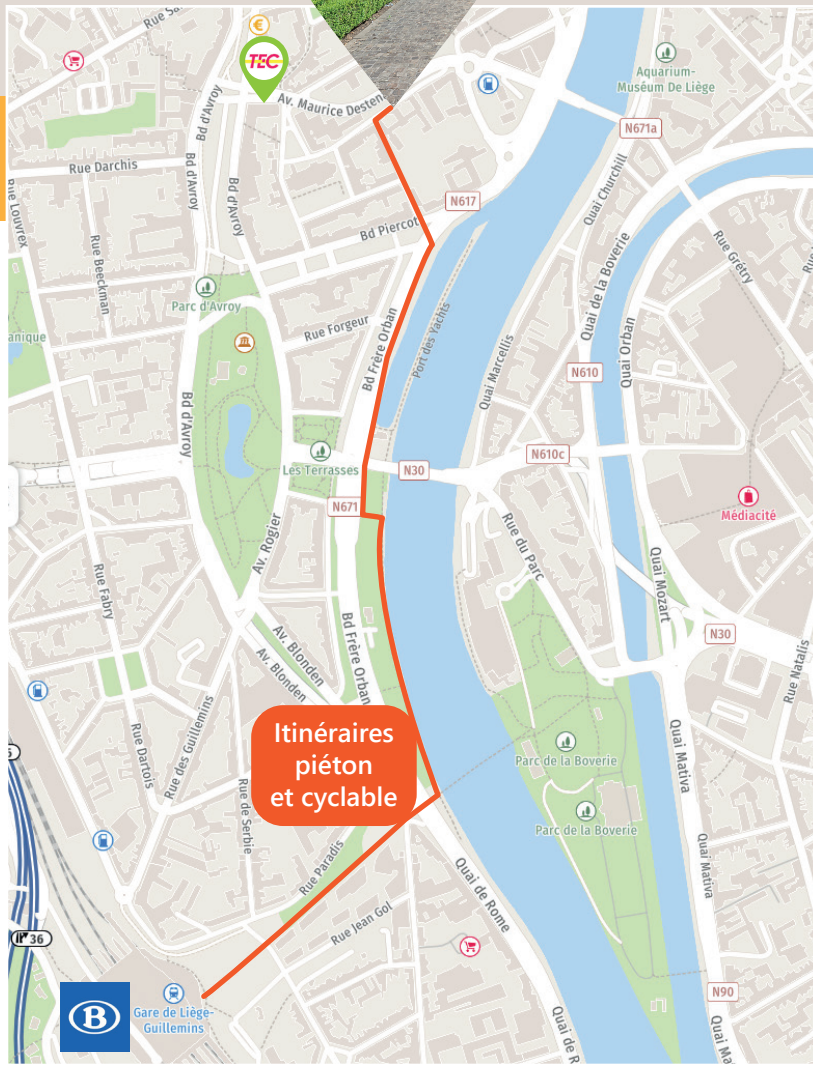 Rue Sa
€
TEC
Av. Maurice Desten
Aquarium-
Muséum De Liège
N671a
Bd d'Avroy
Rue Darchis
Bd d'Avroy
Bd d'Avroy
Rue Louvrex
Rue Beeckman
Quai Churchill
N617
Bd Piercot
Quai de la Boverie
Rue Grétry
Parc d'Avroy
anique
Rue Forgeur
Bd Frère Orban
Port des Yachts
Quai Marcellis
Quai Orban
N610
Bd d'Avroy
Les Terrasses
N30
N610c
N671
Médiacité
Av. Rogier
Rue du Parc
Rue Fabry
Quai Mozart
Bd Frère Orban
N30
Av. Blonden
Av. Blonden
Rue Natalis
Itinéraires
piéton
et cyclable
Rue Dartois
Rue des Guillemins
Rue de Serbie
Parc de la Boverie
Quai Mativa
Parc de la Boverie
Quai Mativa
Rue Paradis
Quai de Rome
Rue Jean Gol
36
B
Gare de Liège-
Guillemins
N90
Quai de R
Quai Ma